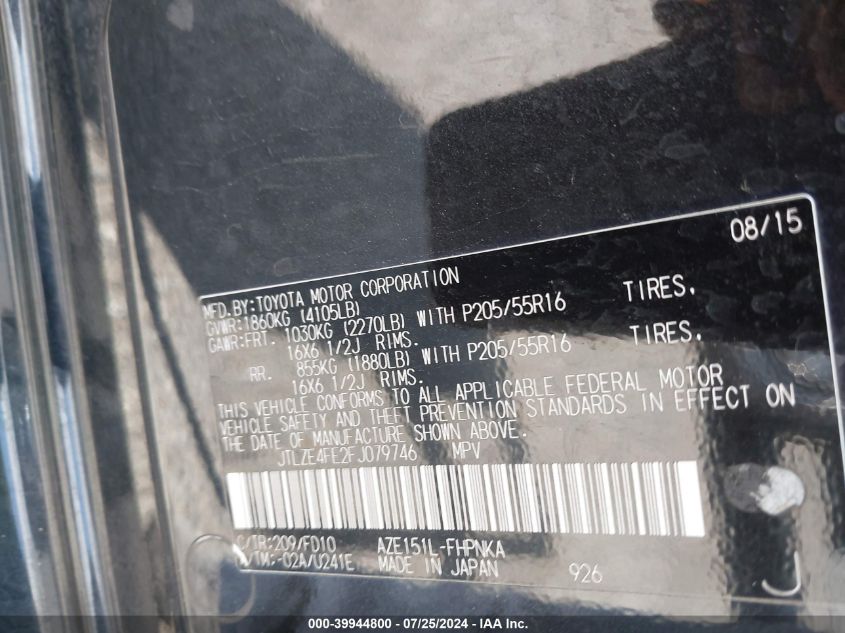 08/15
MFD.BY:TOYOTA MOTOR CORPORATION
GVWR:1860KG (4105LB)
GAWR:FRT. 1030KG (2270LB) WITH P205/55R16 TIRES,
16X6 1/2J RIMS.
RR. 855KG (1880LB) WITH P205/55R16 TIRES,
16X6 1/2J RIMS.
THIS VEHICLE CONFORMS TO ALL APPLICABLE FEDERAL MOTOR
VEHICLE SAFETY AND THEFT PREVENTION STANDARDS IN EFFECT ON
THE DATE OF MANUFACTURE SHOWN ABOVE.
JTLZE4FE2FJ079746 MPV
C/TR:209/FD10 AZE151L-FHPNKA
A/TM:-02A/U241E MADE IN JAPAN 926
J
000-39944800 - 07/25/2024 - IAA Inc.